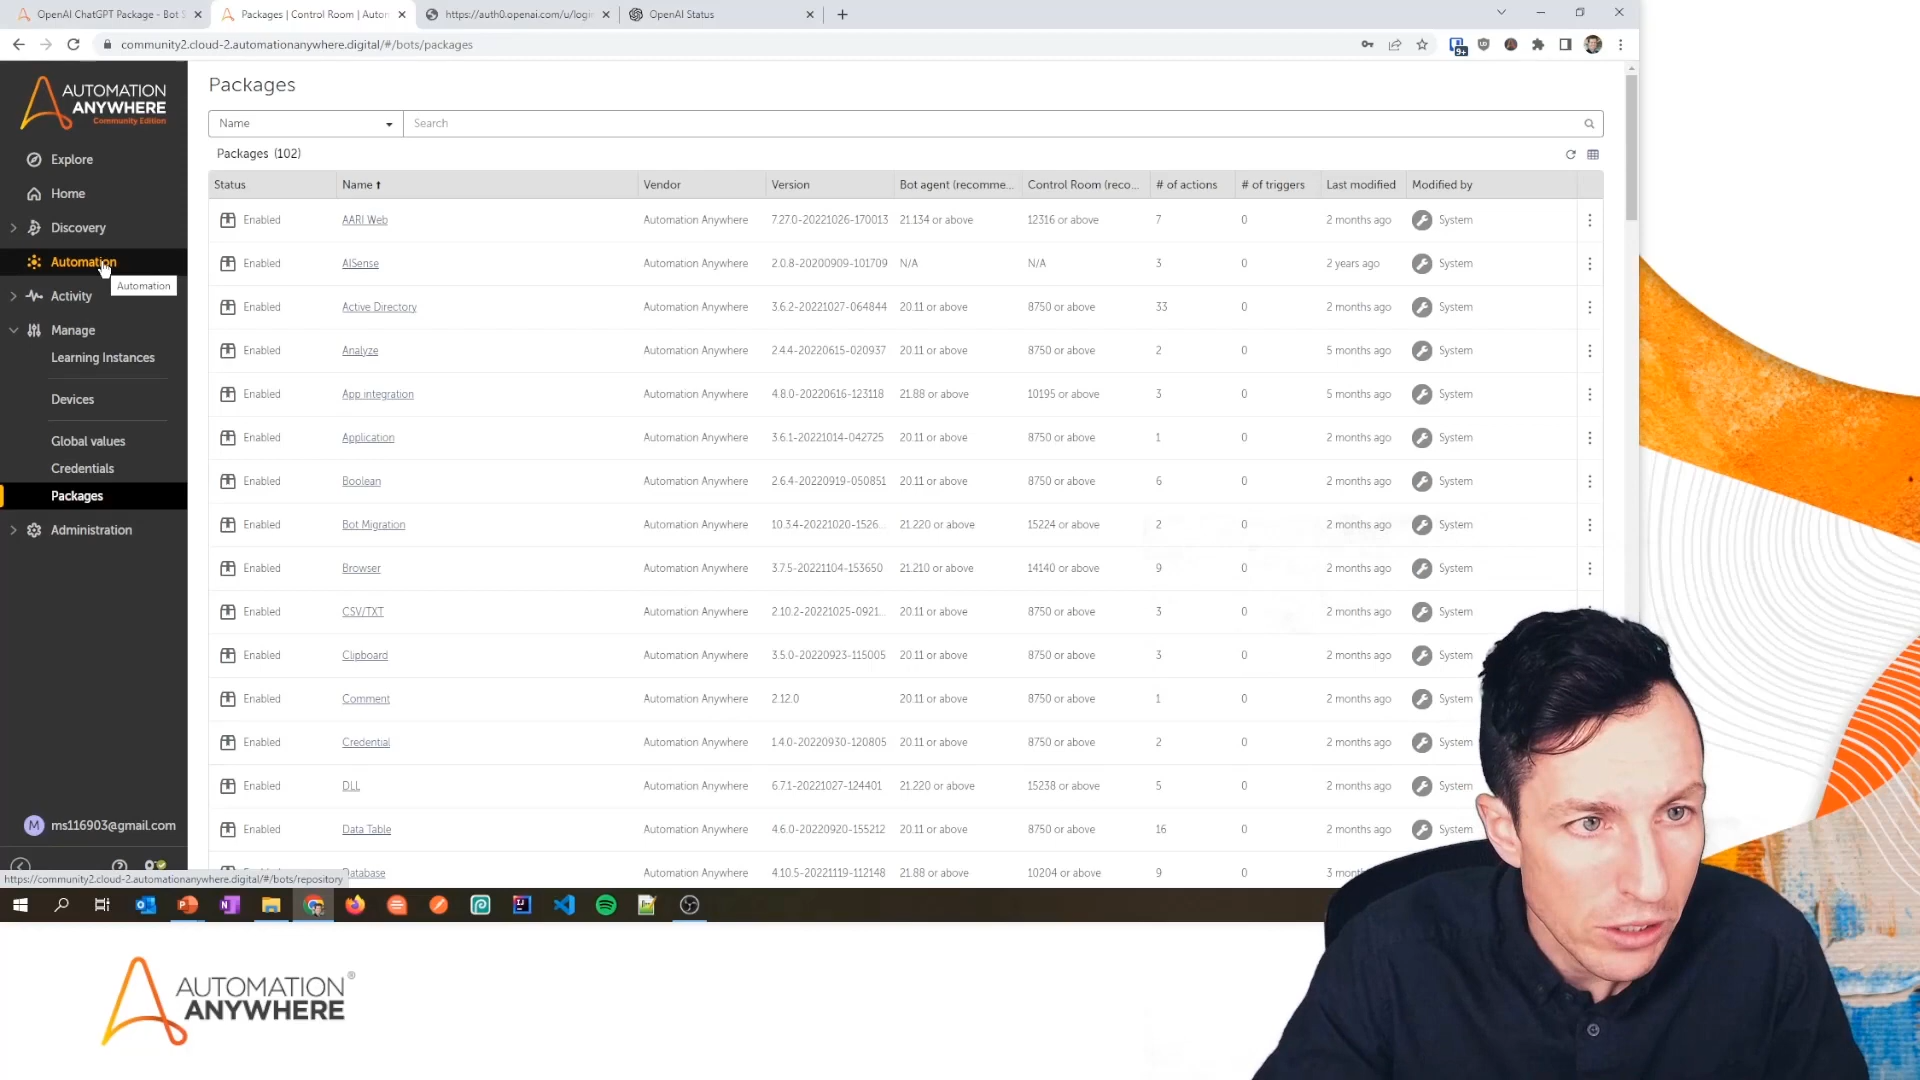 OpenAI ChatGPT Package - Bot S
Packages | Control Room | Autom
https://auth0.openai.com/u/login
OpenAI Status
community2.cloud-2.automationanywhere.digital/#/bots/packages
9+
AUTOMATION
ANYWHERE
Community Edition
Explore
Home
Discovery
Automation
Automation
Activity
Manage
Learning Instances
Devices
Global values
Credentials
Packages
Administration
M ms116903@gmail.com
https://community2.cloud-2.automationanywhere.digital/#/bots/repository
Packages
Name Search
Packages (102)
Status Name Vendor Version Bot agent (recomme... Control Room (reco... # of actions # of triggers Last modified Modified by
Enabled AARI Web Automation Anywhere 7.27.0-20221026-170013 21.134 or above 12316 or above 7 0 2 months ago System
Enabled AISense Automation Anywhere 2.0.8-20200909-101709 N/A N/A 3 0 2 years ago System
Enabled Active Directory Automation Anywhere 3.6.2-20221027-064844 20.11 or above 8750 or above 33 0 2 months ago System
Enabled Analyze Automation Anywhere 2.4.4-20220615-020937 20.11 or above 8750 or above 2 0 5 months ago System
Enabled App integration Automation Anywhere 4.8.0-20220616-123118 21.88 or above 10195 or above 3 0 5 months ago System
Enabled Application Automation Anywhere 3.6.1-20221014-042725 20.11 or above 8750 or above 1 0 2 months ago System
Enabled Boolean Automation Anywhere 2.6.4-20220919-050851 20.11 or above 8750 or above 6 0 2 months ago System
Enabled Bot Migration Automation Anywhere 10.3.4-20221020-1526... 21.220 or above 15224 or above 2 0 2 months ago System
Enabled Browser Automation Anywhere 3.7.5-20221104-153650 21.210 or above 14140 or above 9 0 2 months ago System
Enabled CSV/TXT Automation Anywhere 2.10.2-20221025-0921... 20.11 or above 8750 or above 3 0 2 months ago System
Enabled Clipboard Automation Anywhere 3.5.0-20220923-115005 20.11 or above 8750 or above 3 0 2 months ago System
Enabled Comment Automation Anywhere 2.12.0 20.11 or above 8750 or above 1 0 2 months ago System
Enabled Credential Automation Anywhere 1.4.0-20220930-120805 20.11 or above 8750 or above 2 0 2 months ago System
Enabled DLL Automation Anywhere 6.7.1-20221027-124401 21.220 or above 15238 or above 5 0 2 months ago System
Enabled Data Table Automation Anywhere 4.6.0-20220920-155212 20.11 or above 8750 or above 16 0 2 months ago System
Database Automation Anywhere 4.10.5-20221119-112148 21.88 or above 10204 or above 9 0 3 mont
AUTOMATION
ANYWHERE®